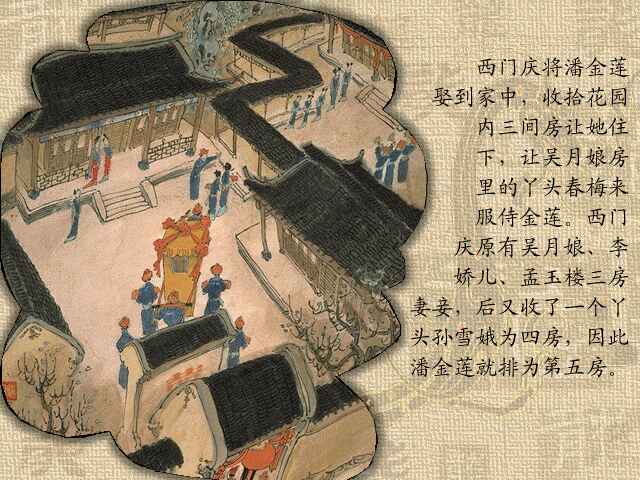 西门庆将潘金莲
娶到家中，收拾花园
内三间房让她住
下，让吴月娘房
里的丫头春梅来
服侍金莲。西门
庆原有吴月娘、李
娇儿、孟玉楼三房
妻妾，后又收了一个丫
头孙雪娥为四房，因此
潘金莲就排为第五房。